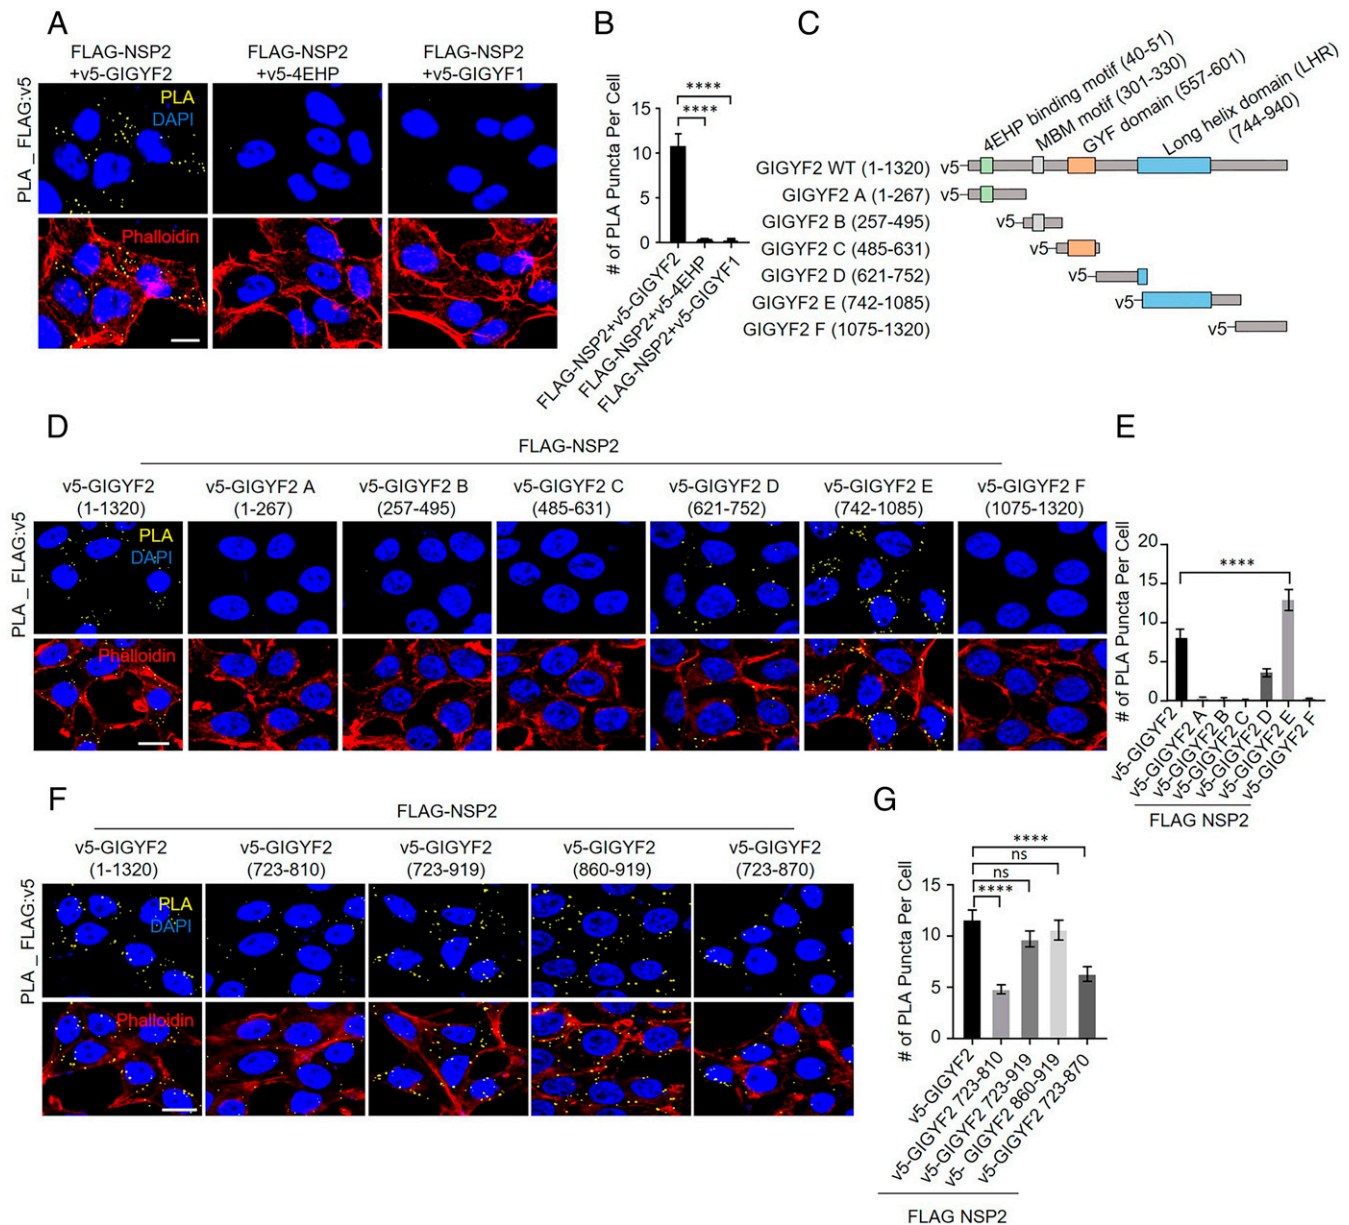 A
FLAG-NSP2
+v5-GIGYF2
FLAG-NSP2
+v5-4EHP
FLAG-NSP2
+v5-GIGYF1
PLA _ FLAG:v5
PLA
DAPI
Phalloidin
B
# of PLA Puncta Per Cell
15
10
5
0
****
****
FLAG-NSP2+v5-GIGYF2
FLAG-NSP2+v5-4EHP
FLAG-NSP2+v5-GIGYF1
C
4EHP binding motif (40-51)
MBM motif (301-330)
GYF domain (557-601)
Long helix domain (LHR)
(744-940)
GIGYF2 WT (1-1320) v5
GIGYF2 A (1-267) v5
GIGYF2 B (257-495) v5
GIGYF2 C (485-631) v5
GIGYF2 D (621-752) v5
GIGYF2 E (742-1085) v5
GIGYF2 F (1075-1320) v5
D
FLAG-NSP2
v5-GIGYF2
(1-1320)
v5-GIGYF2 A
(1-267)
v5-GIGYF2 B
(257-495)
v5-GIGYF2 C
(485-631)
v5-GIGYF2 D
(621-752)
v5-GIGYF2 E
(742-1085)
v5-GIGYF2 F
(1075-1320)
PLA _ FLAG:v5
PLA
DAPI
Phalloidin
E
# of PLA Puncta Per Cell
20
15
10
5
0
****
v5-GIGYF2
v5-GIGYF2 A
v5-GIGYF2 B
v5-GIGYF2 C
v5-GIGYF2 D
v5-GIGYF2 E
v5-GIGYF2 F
FLAG NSP2
F
FLAG-NSP2
v5-GIGYF2
(1-1320)
v5-GIGYF2
(723-810)
v5-GIGYF2
(723-919)
v5-GIGYF2
(860-919)
v5-GIGYF2
(723-870)
PLA _ FLAG:v5
PLA
DAPI
Phalloidin
G
# of PLA Puncta Per Cell
15
10
5
0
****
ns
ns
****
v5-GIGYF2
v5-GIGYF2 723-810
v5-GIGYF2 723-919
v5- GIGYF2 860-919
v5-GIGYF2 723-870
FLAG NSP2